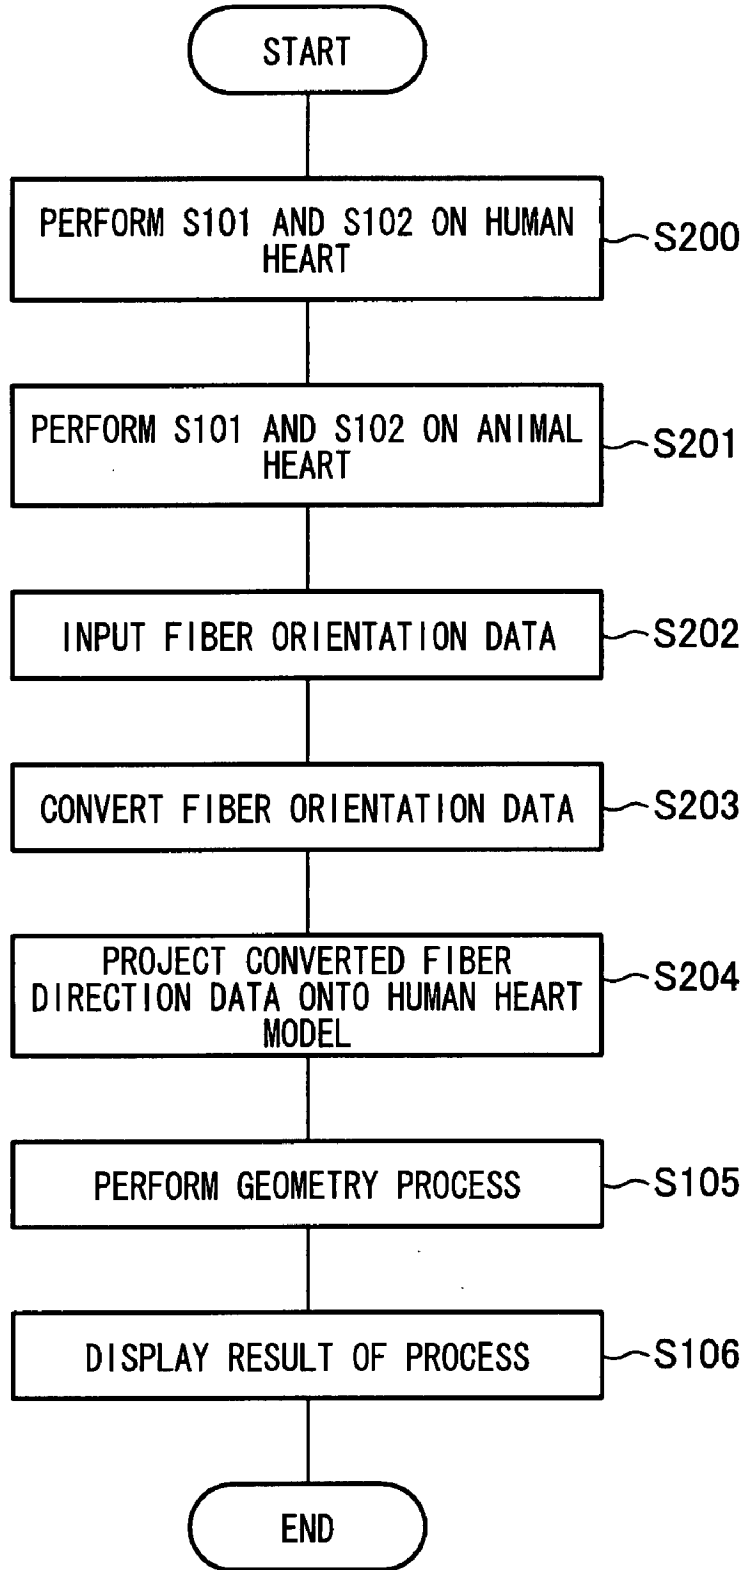 START
PERFORM S101 AND S102 ON HUMAN
HEART
S200
PERFORM S101 AND S102 ON ANIMAL
HEART
S201
INPUT FIBER ORIENTATION DATA
S202
CONVERT FIBER ORIENTATION DATA
S203
PROJECT CONVERTED FIBER
DIRECTION DATA ONTO HUMAN HEART
MODEL
S204
PERFORM GEOMETRY PROCESS
S105
DISPLAY RESULT OF PROCESS
S106
END